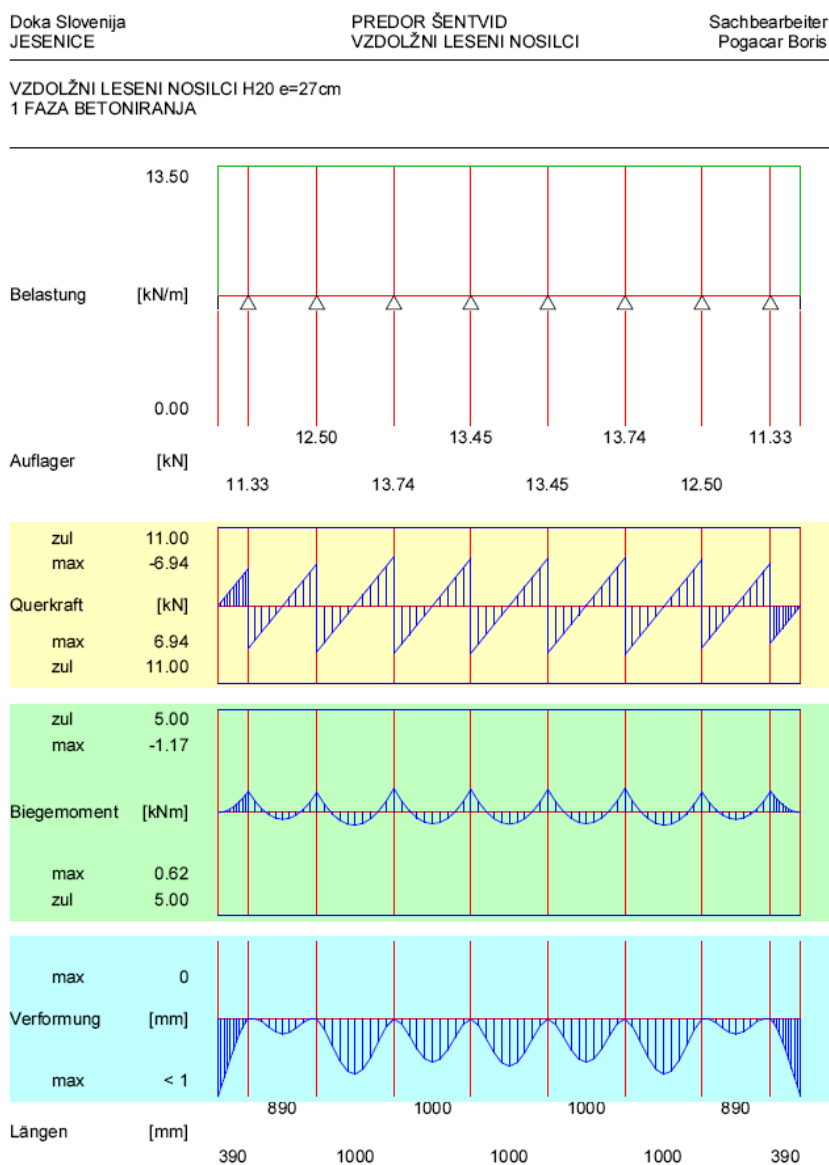 Doka Slovenija PREDOR ŠENTVID Sachbearbeiter
JESENICE VZDOLŽNI LESENI NOSILCI Pogacar Boris
VZDOLŽNI LESENI NOSILCI H20 e=27cm
1 FAZA BETONIRANJA
13.50
Belastung [kN/m]
0.00
12.50 13.45 13.74 11.33
Auflager [kN]
11.33 13.74 13.45 12.50
zul 11.00
max -6.94
Querkraft [kN]
max 6.94
zul 11.00
zul 5.00
max -1.17
Biegemoment [kNm]
max 0.62
zul 5.00
max 0
Verformung [mm]
max < 1
890 1000 1000 890
Längen [mm]
390 1000 1000 1000 390